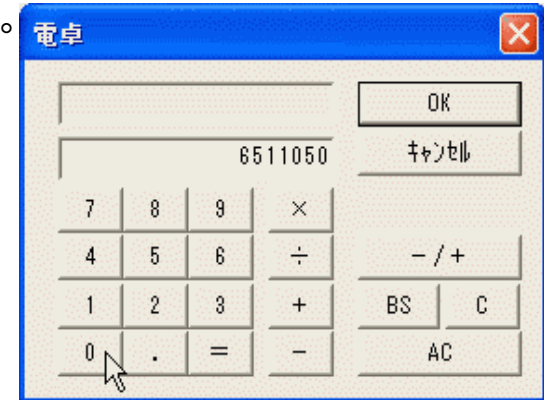 。
電卓
OK
6511050
ｷｬﾝｾﾙ
7 8 9 ×
4 5 6 ÷ －/＋
1 2 3 + BS C
0 . = － AC